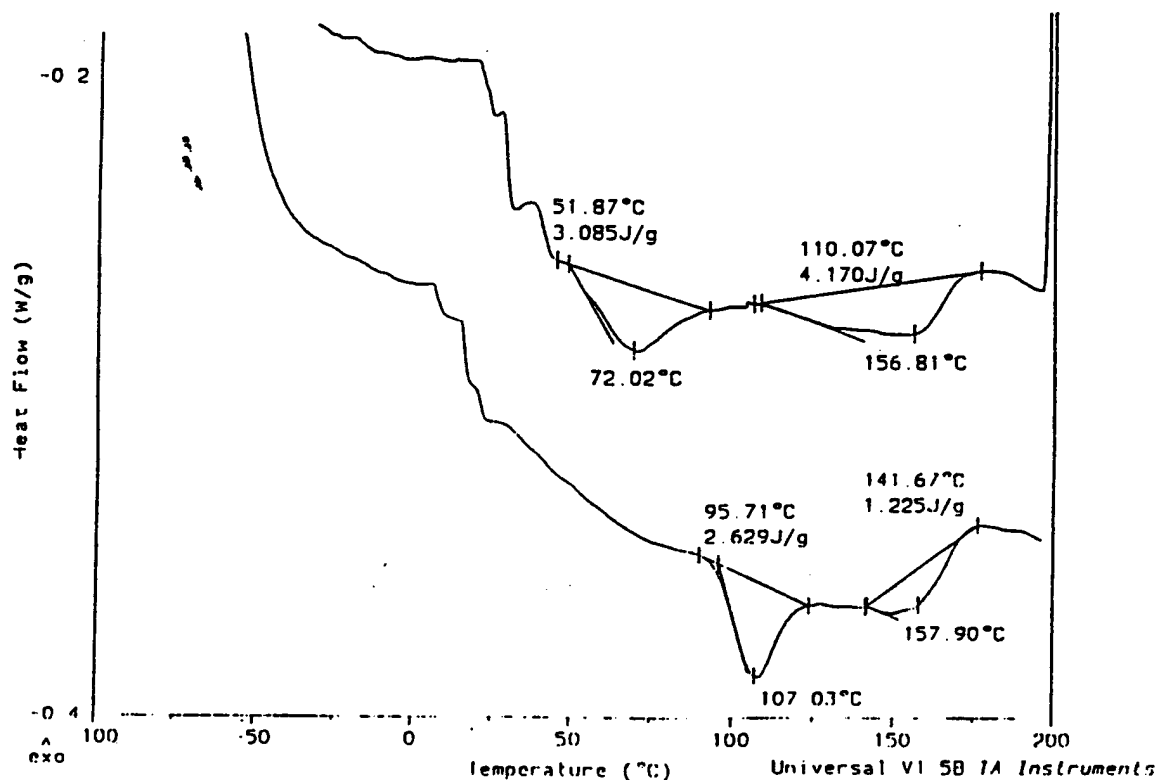 -0 2
51.87°C
3.085J/g
110.07°C
4.170J/g
72.02°C
156.81°C
Heat Flow (W/g)
95.71°C
2.629J/g
141.67°C
1.225J/g
157.90°C
107 03°C
-0 4
^
exo
100
-50
0
50
100
150
200
Temperature (°C)
Universal V1 5B TA Instruments